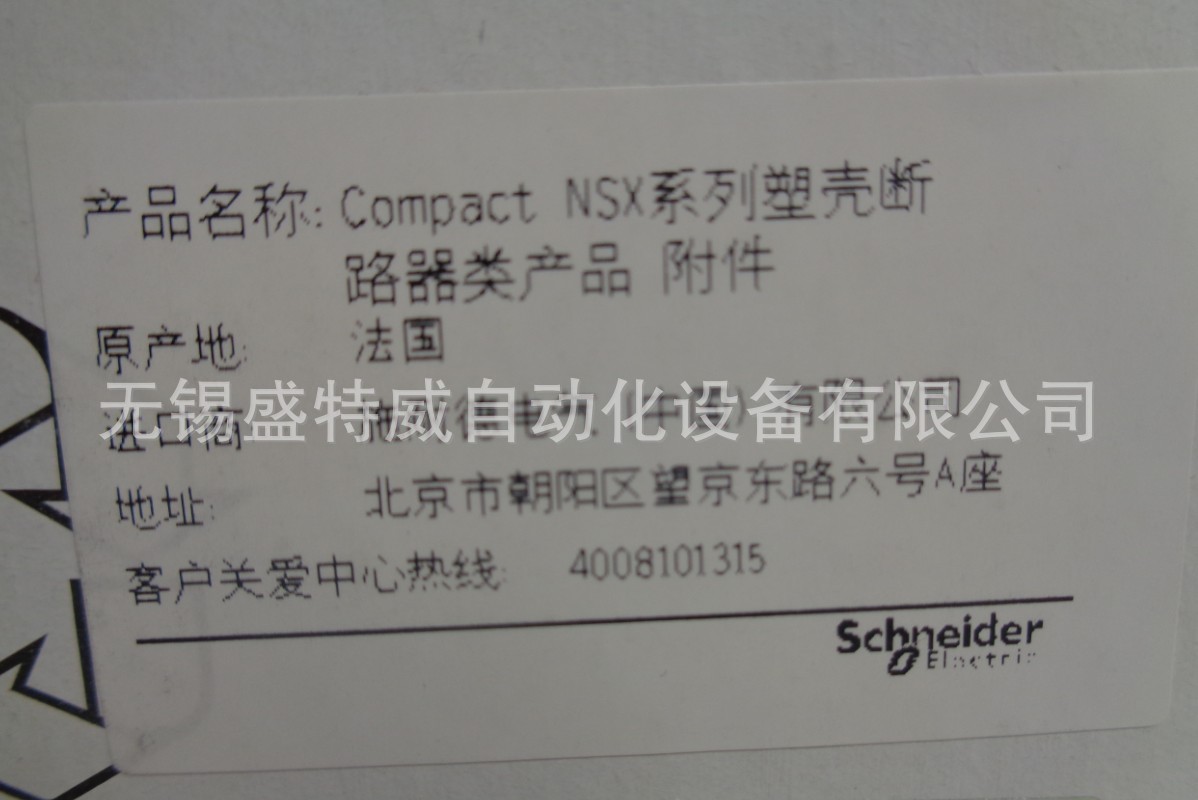 产品名称: Compact NSX系列塑壳断
路器类产品 附件
原产地: 法国
无锡盛特威自动化设备有限公司
进口商
地址: 北京市朝阳区望京东路六号A座
客户关爱中心热线: 4008101315
Schneider
Electric